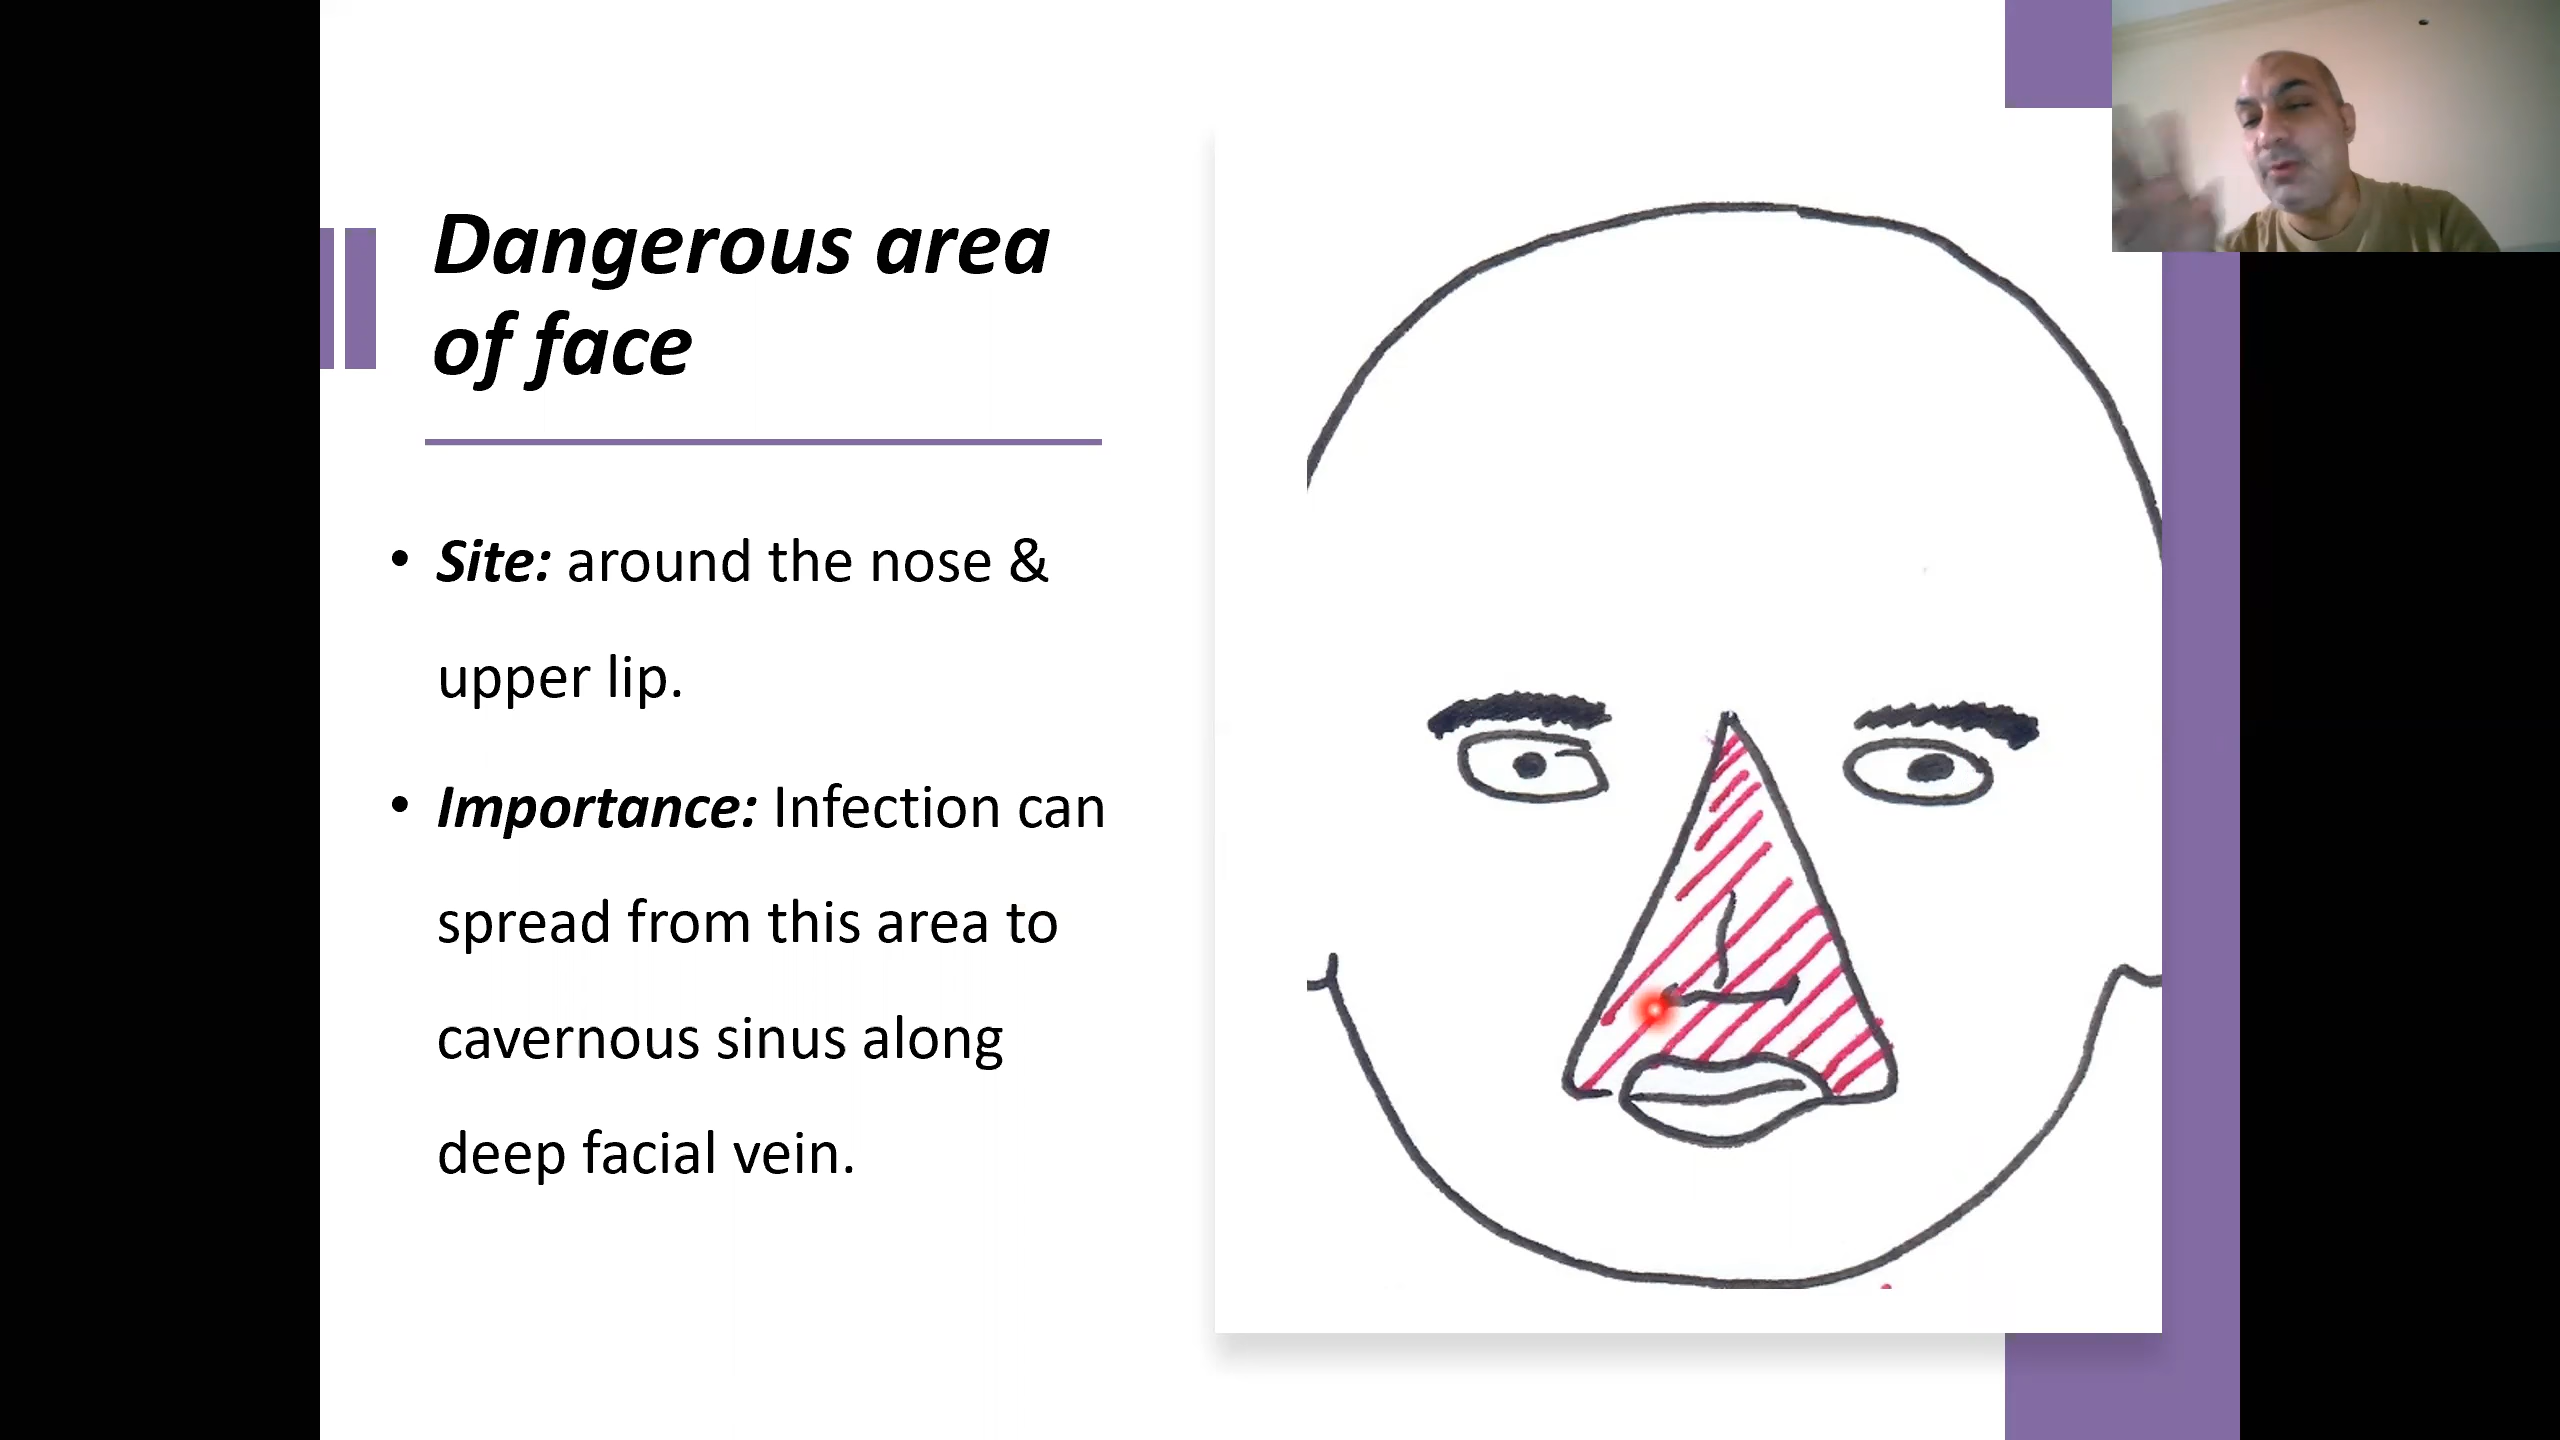 Dangerous area
of face
• Site: around the nose &
upper lip.
• Importance: Infection can
spread from this area to
cavernous sinus along
deep facial vein.